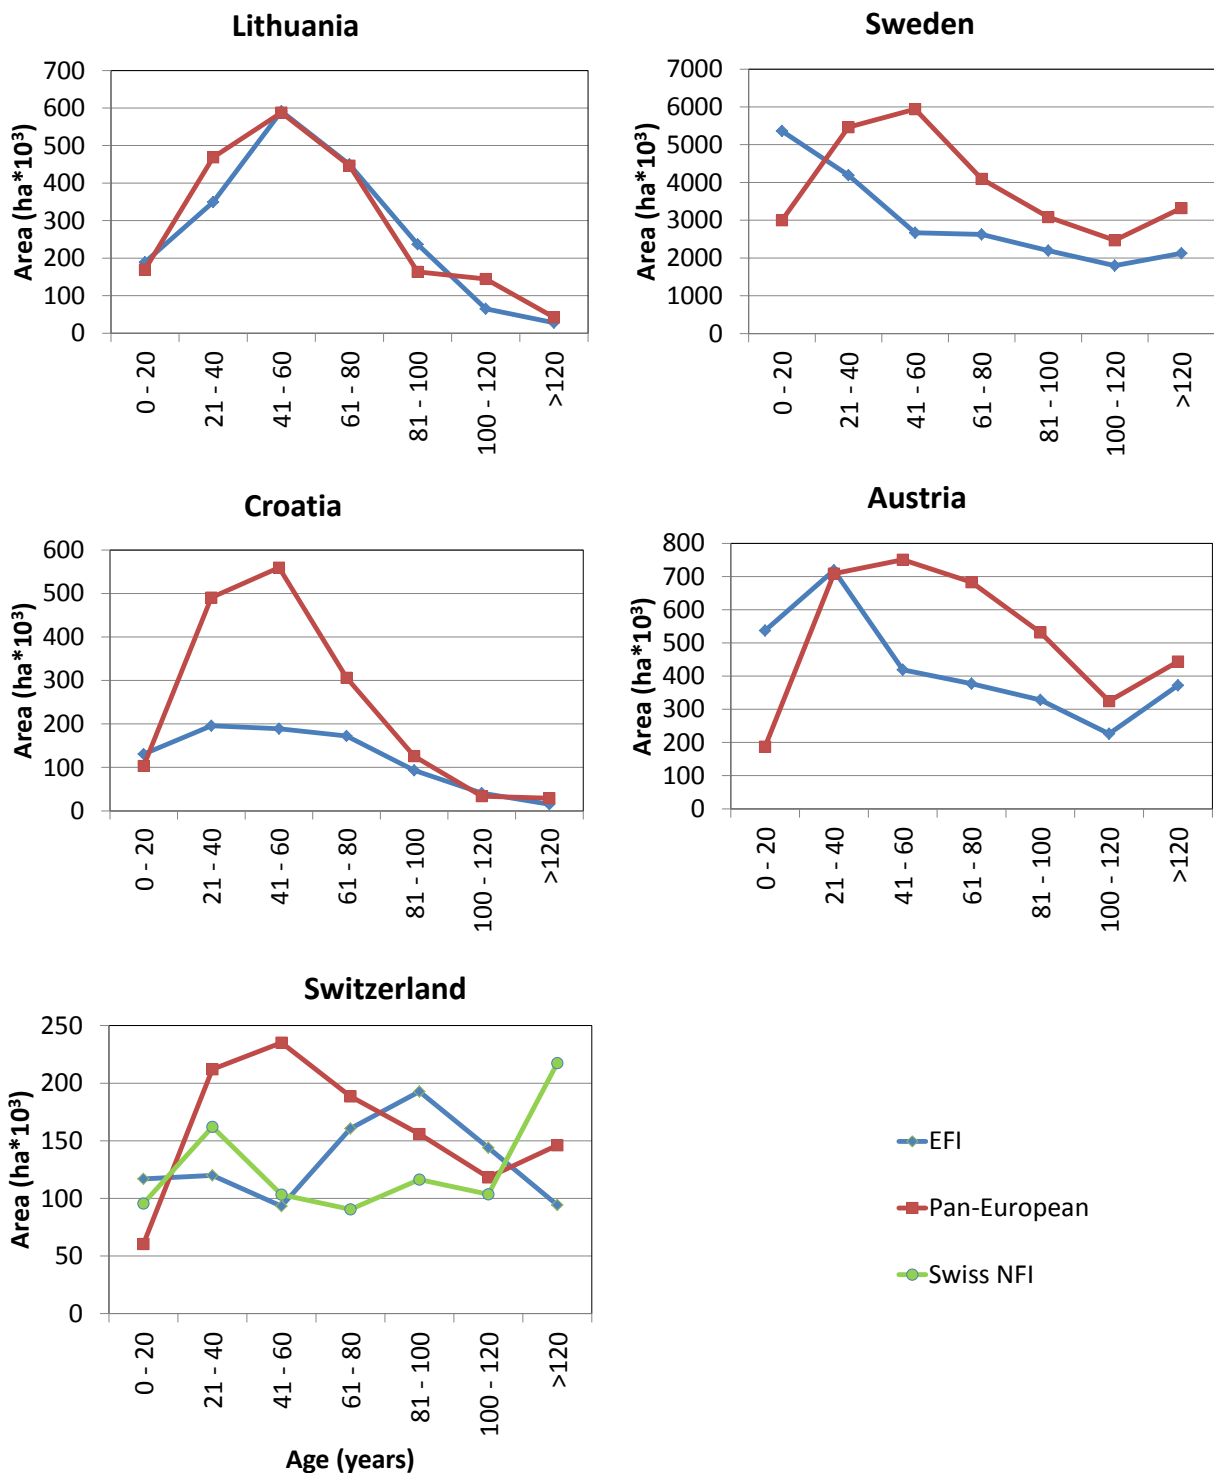 Lithuania
Area (ha*10³)
700
600
500
400
300
200
100
0
0 - 20
21 - 40
41 - 60
61 - 80
81 - 100
100 - 120
>120
Sweden
Area (ha*10³)
7000
6000
5000
4000
3000
2000
1000
0
0 - 20
21 - 40
41 - 60
61 - 80
81 - 100
100 - 120
>120
Croatia
Area (ha*10³)
600
500
400
300
200
100
0
0 - 20
21 - 40
41 - 60
61 - 80
81 - 100
100 - 120
>120
Austria
Area (ha*10³)
800
700
600
500
400
300
200
100
0
0 - 20
21 - 40
41 - 60
61 - 80
81 - 100
100 - 120
>120
Switzerland
Area (ha*10³)
250
200
150
100
50
0
0 - 20
21 - 40
41 - 60
61 - 80
81 - 100
100 - 120
>120
Age (years)
EFI
Pan-European
Swiss NFI